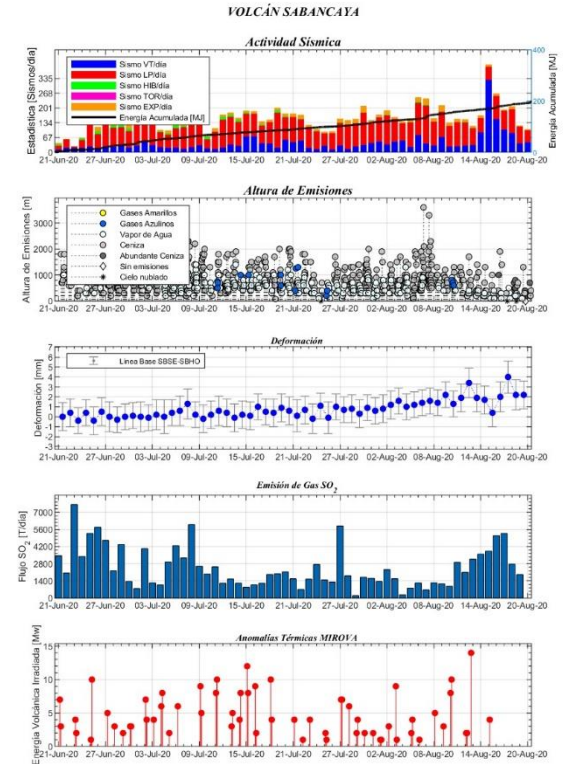 VOLCÁN SABANCAYA
Actividad Sísmica
Estadística [Sismos/día]
335
268
201
134
67
0
Sismo VT/día
Sismo LP/día
Sismo HIB/día
Sismo TOR/día
Sismo EXP/día
Energía Acumulada [MJ]
400
200
0
Energía Acumulada [MJ]
21-Jun-20 27-Jun-20 03-Jul-20 09-Jul-20 15-Jul-20 21-Jul-20 27-Jul-20 02-Aug-20 08-Aug-20 14-Aug-20 20-Aug-20
Altura de Emisiones
Altura de Emisiones [m]
3000
2000
1000
0
Gases Amarillos
Gases Azulinos
Vapor de Agua
Ceniza
Abundante Ceniza
Sin emisiones
Cielo nublado
21-Jun-20 27-Jun-20 03-Jul-20 09-Jul-20 15-Jul-20 21-Jul-20 27-Jul-20 02-Aug-20 08-Aug-20 14-Aug-20 20-Aug-20
Deformación
Deformación [mm]
7
6
5
4
3
2
1
0
-1
-2
-3
Linea Base SBSE-SBHO
21-Jun-20 27-Jun-20 03-Jul-20 09-Jul-20 15-Jul-20 21-Jul-20 27-Jul-20 02-Aug-20 08-Aug-20 14-Aug-20 20-Aug-20
Emisión de Gas SO2
Flujo SO2 [T/día]
7000
5600
4200
2800
1400
0
21-Jun-20 27-Jun-20 03-Jul-20 09-Jul-20 15-Jul-20 21-Jul-20 27-Jul-20 02-Aug-20 08-Aug-20 14-Aug-20 20-Aug-20
Anomalías Térmicas MIROVA
Energía Volcánica Irradiada [Mw]
15
10
5
0
21-Jun-20 27-Jun-20 03-Jul-20 09-Jul-20 15-Jul-20 21-Jul-20 27-Jul-20 02-Aug-20 08-Aug-20 14-Aug-20 20-Aug-20